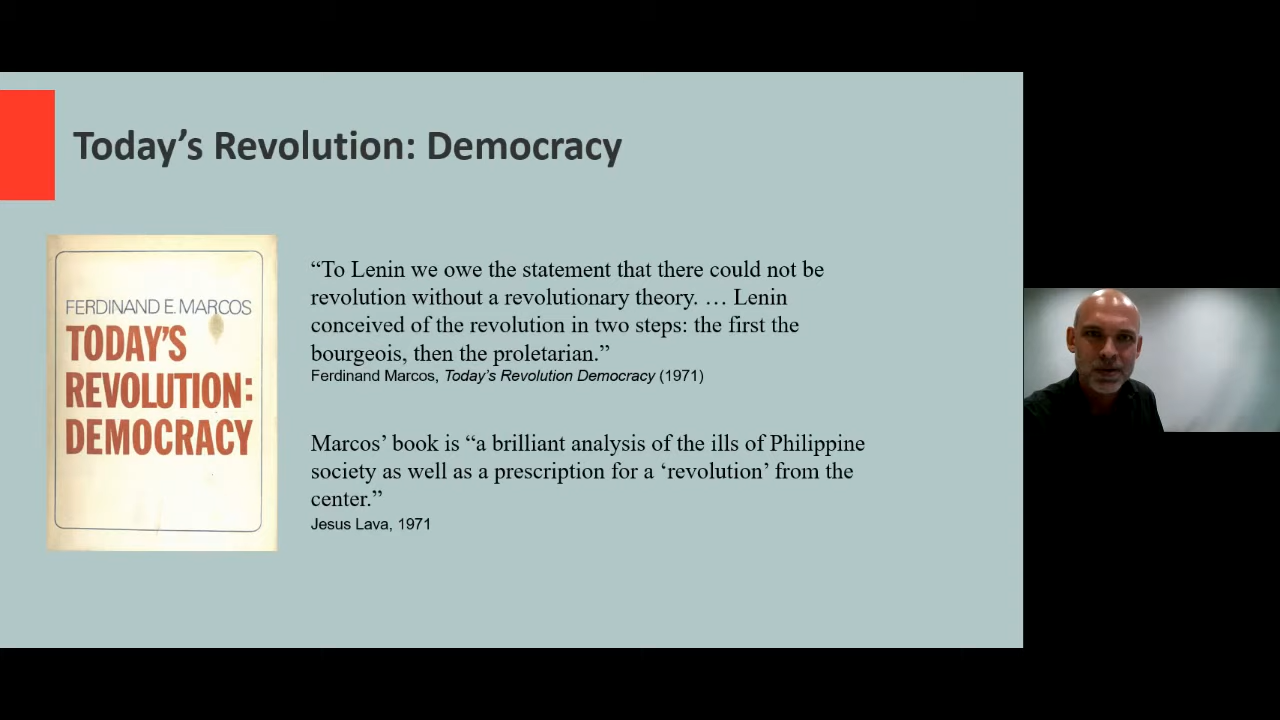 Today’s Revolution: Democracy
FERDINAND E. MARCOS
TODAY'S
REVOLUTION:
DEMOCRACY
“To Lenin we owe the statement that there could not be
revolution without a revolutionary theory. … Lenin
conceived of the revolution in two steps: the first the
bourgeois, then the proletarian.”
Ferdinand Marcos, Today’s Revolution Democracy (1971)
Marcos’ book is “a brilliant analysis of the ills of Philippine
society as well as a prescription for a ‘revolution’ from the
center.”
Jesus Lava, 1971